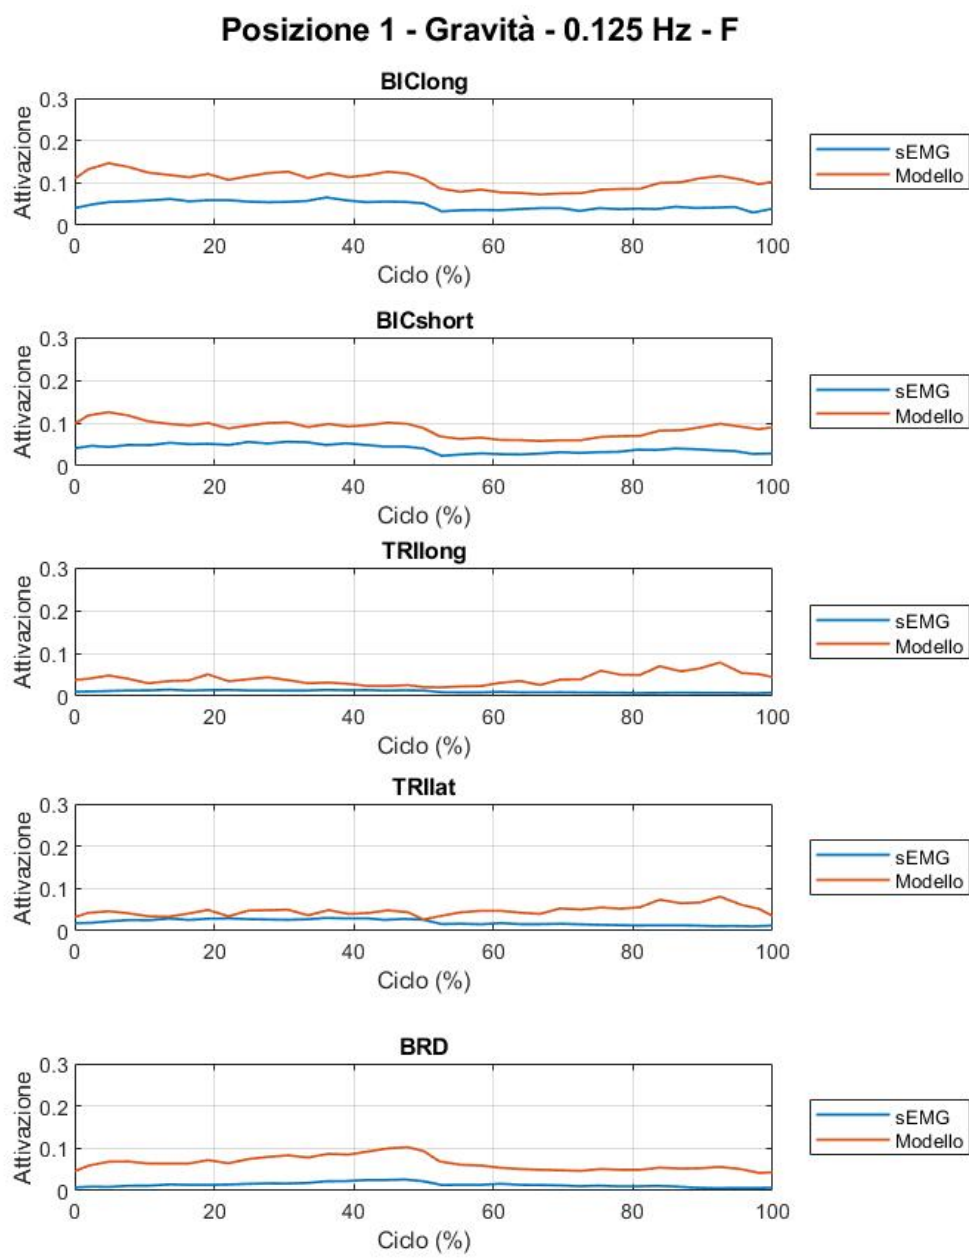 Posizione 1 - Gravità - 0.125 Hz - F
BIClong
Attivazione
0.3
0.2
0.1
0
0 20 40 60 80 100
Ciclo (%)
sEMG
Modello
BICshort
Attivazione
0.3
0.2
0.1
0
0 20 40 60 80 100
Ciclo (%)
sEMG
Modello
TRIlong
Attivazione
0.3
0.2
0.1
0
0 20 40 60 80 100
Ciclo (%)
sEMG
Modello
TRIlat
Attivazione
0.3
0.2
0.1
0
0 20 40 60 80 100
Ciclo (%)
sEMG
Modello
BRD
Attivazione
0.3
0.2
0.1
0
0 20 40 60 80 100
Ciclo (%)
sEMG
Modello